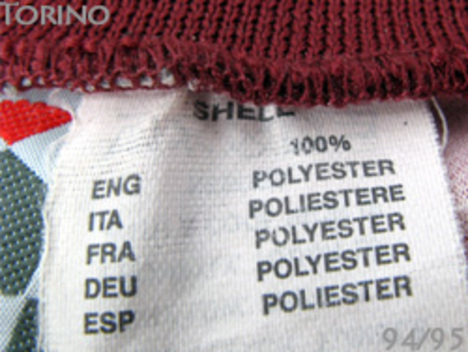 TORINO
SHELL
100%
ENG POLYESTER
ITA POLIESTERE
FRA POLYESTER
DEU POLYESTER
ESP POLIESTER
94/95